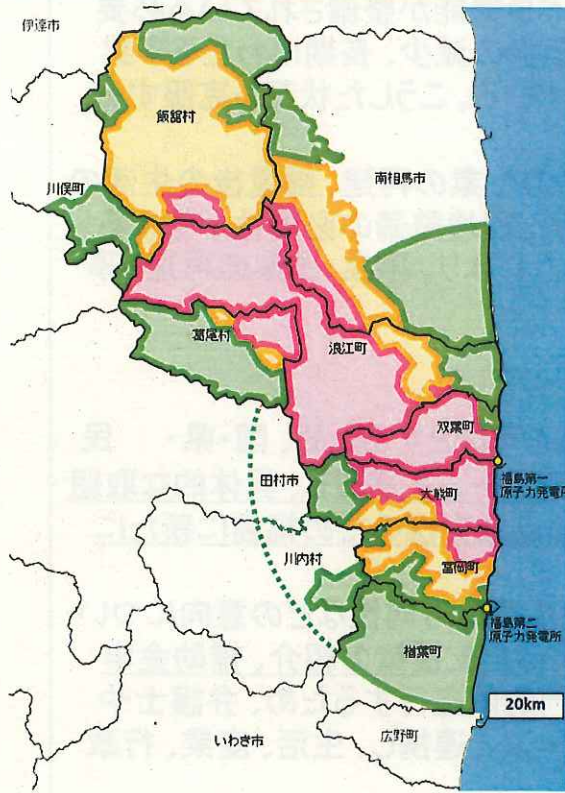 伊達市
飯舘村
川俣町
南相馬市
葛尾村
浪江町
双葉町
田村市
福島第一
原子力発電所
大熊町
川内村
富岡町
福島第二
原子力発電所
楢葉町
20km
いわき市
広野町